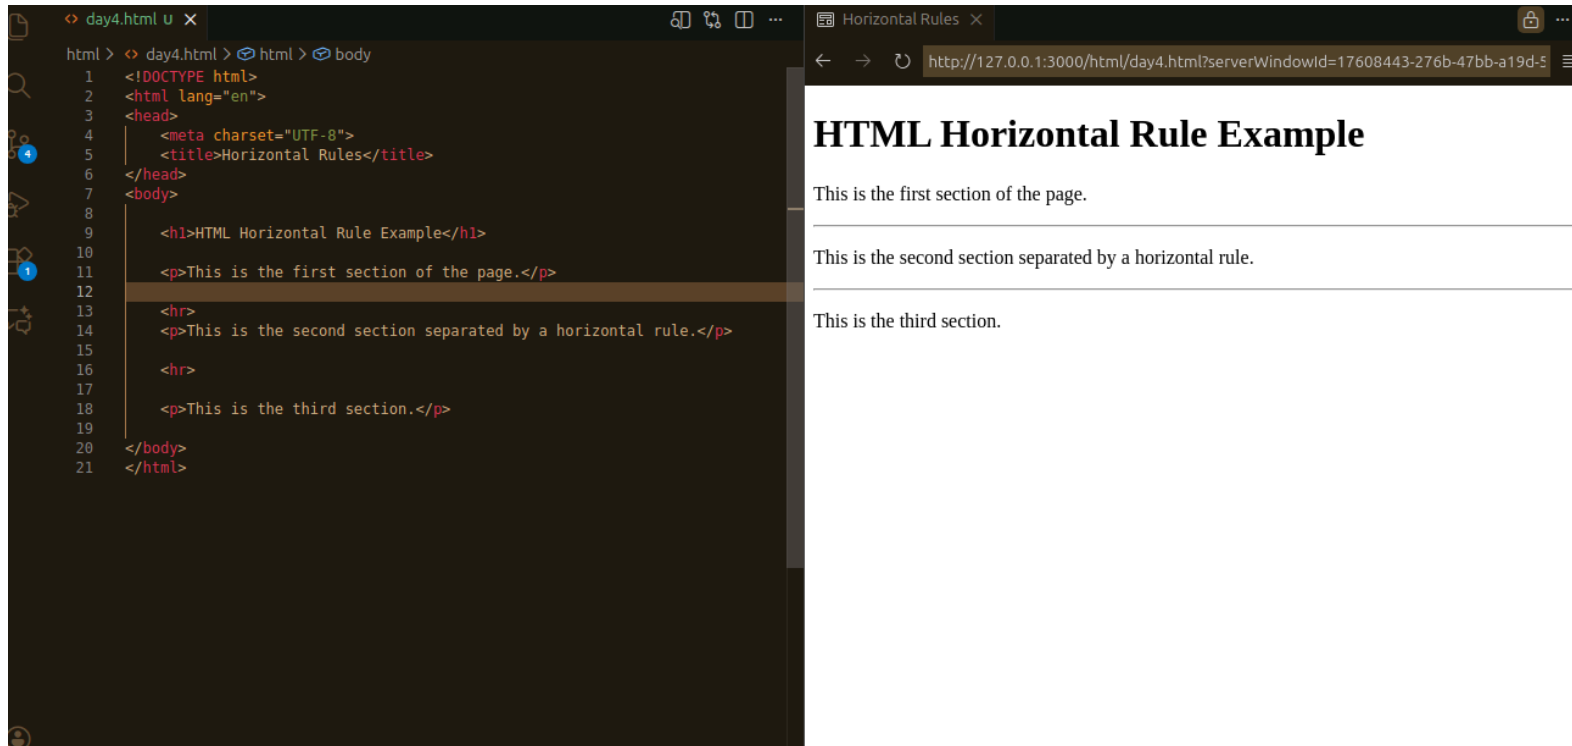 day4.html U
html > day4.html > html > body
1 <!DOCTYPE html>
2 <html lang="en">
3 <head>
4     <meta charset="UTF-8">
5     <title>Horizontal Rules</title>
6 </head>
7 <body>
8
9     <h1>HTML Horizontal Rule Example</h1>
10
11     <p>This is the first section of the page.</p>
12
13     <hr>
14     <p>This is the second section separated by a horizontal rule.</p>
15
16     <hr>
17
18     <p>This is the third section.</p>
19
20 </body>
21 </html>
4
1
Horizontal Rules
http://127.0.0.1:3000/html/day4.html?serverWindowId=17608443-276b-47bb-a19d-5
HTML Horizontal Rule Example
This is the first section of the page.
This is the second section separated by a horizontal rule.
This is the third section.